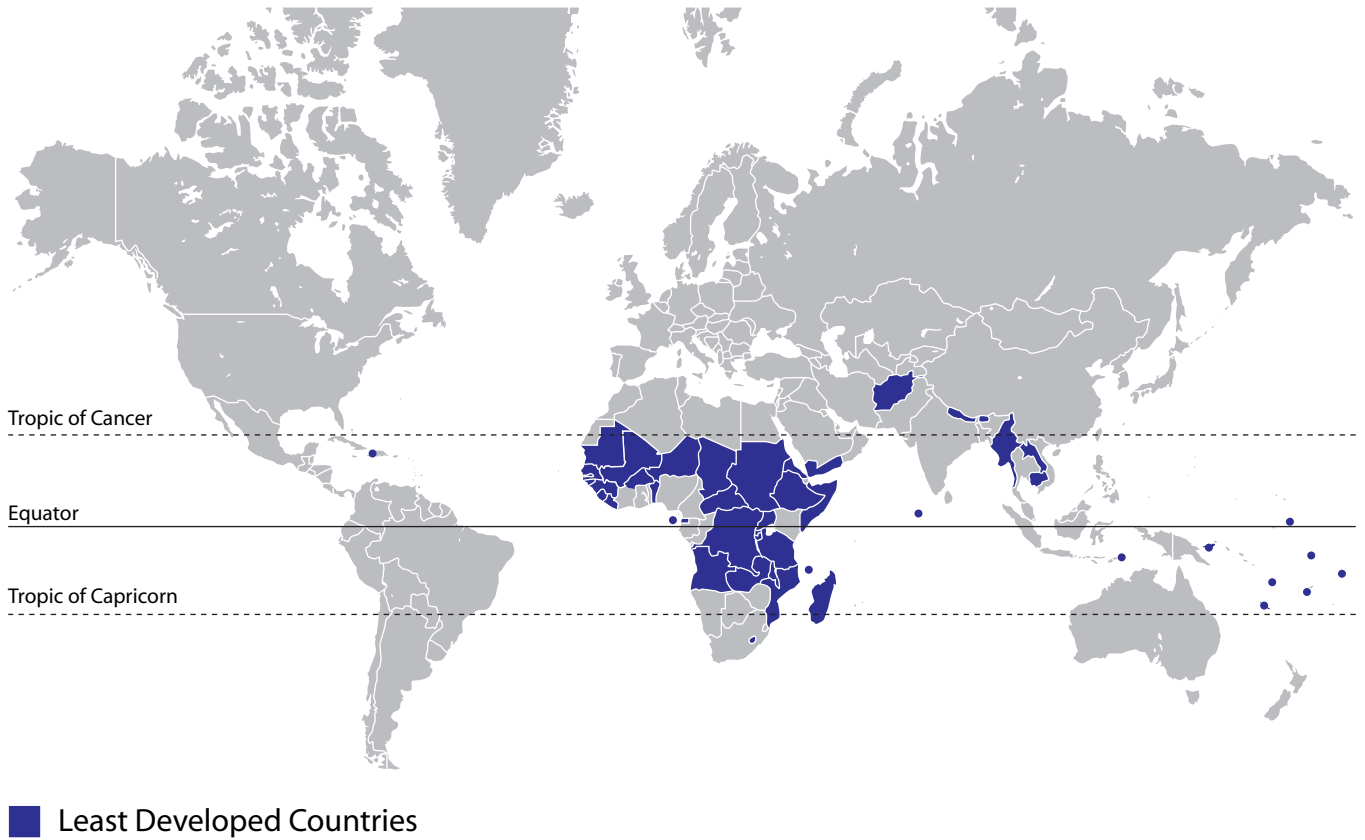 Tropic of Cancer
Equator
Tropic of Capricorn
Least Developed Countries